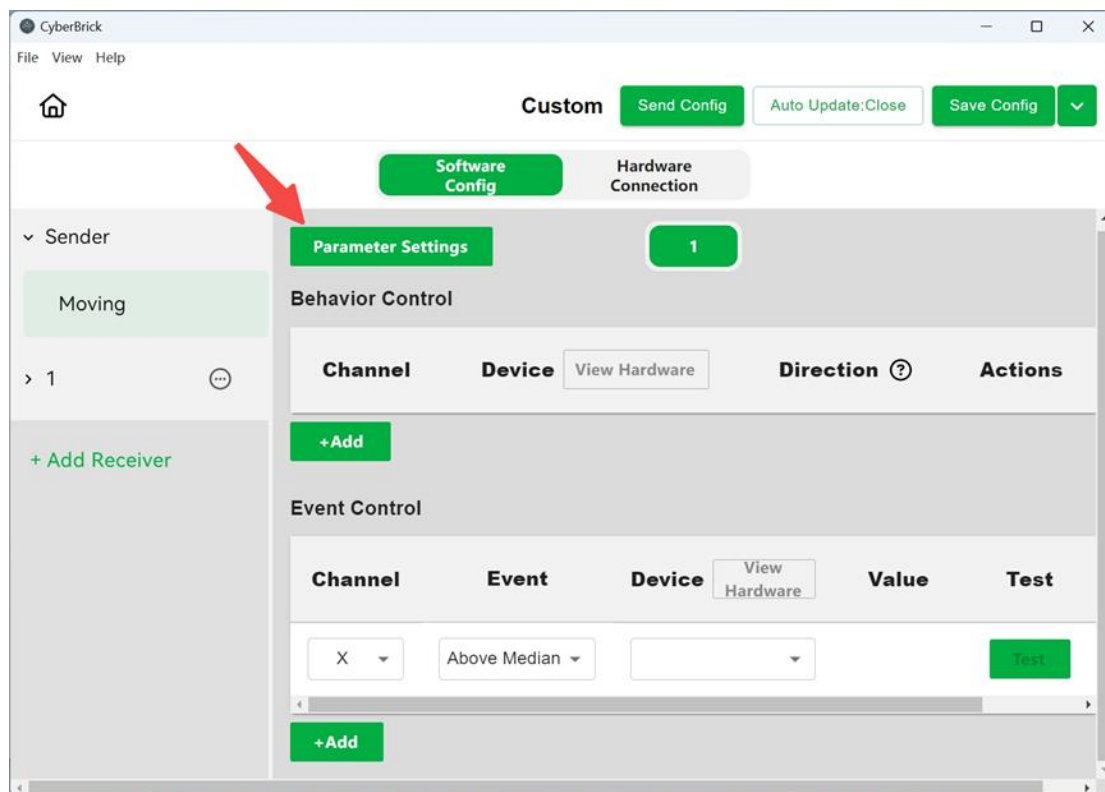 CyberBrick
File View Help
Custom Send Config Auto Update:Close Save Config
Software
Config
Hardware
Connection
Sender
Moving
1
+ Add Receiver
Parameter Settings 1
Behavior Control
Channel Device View Hardware Direction ? Actions
+Add
Event Control
Channel Event Device View
Hardware Value Test
X Above Median Test
+Add